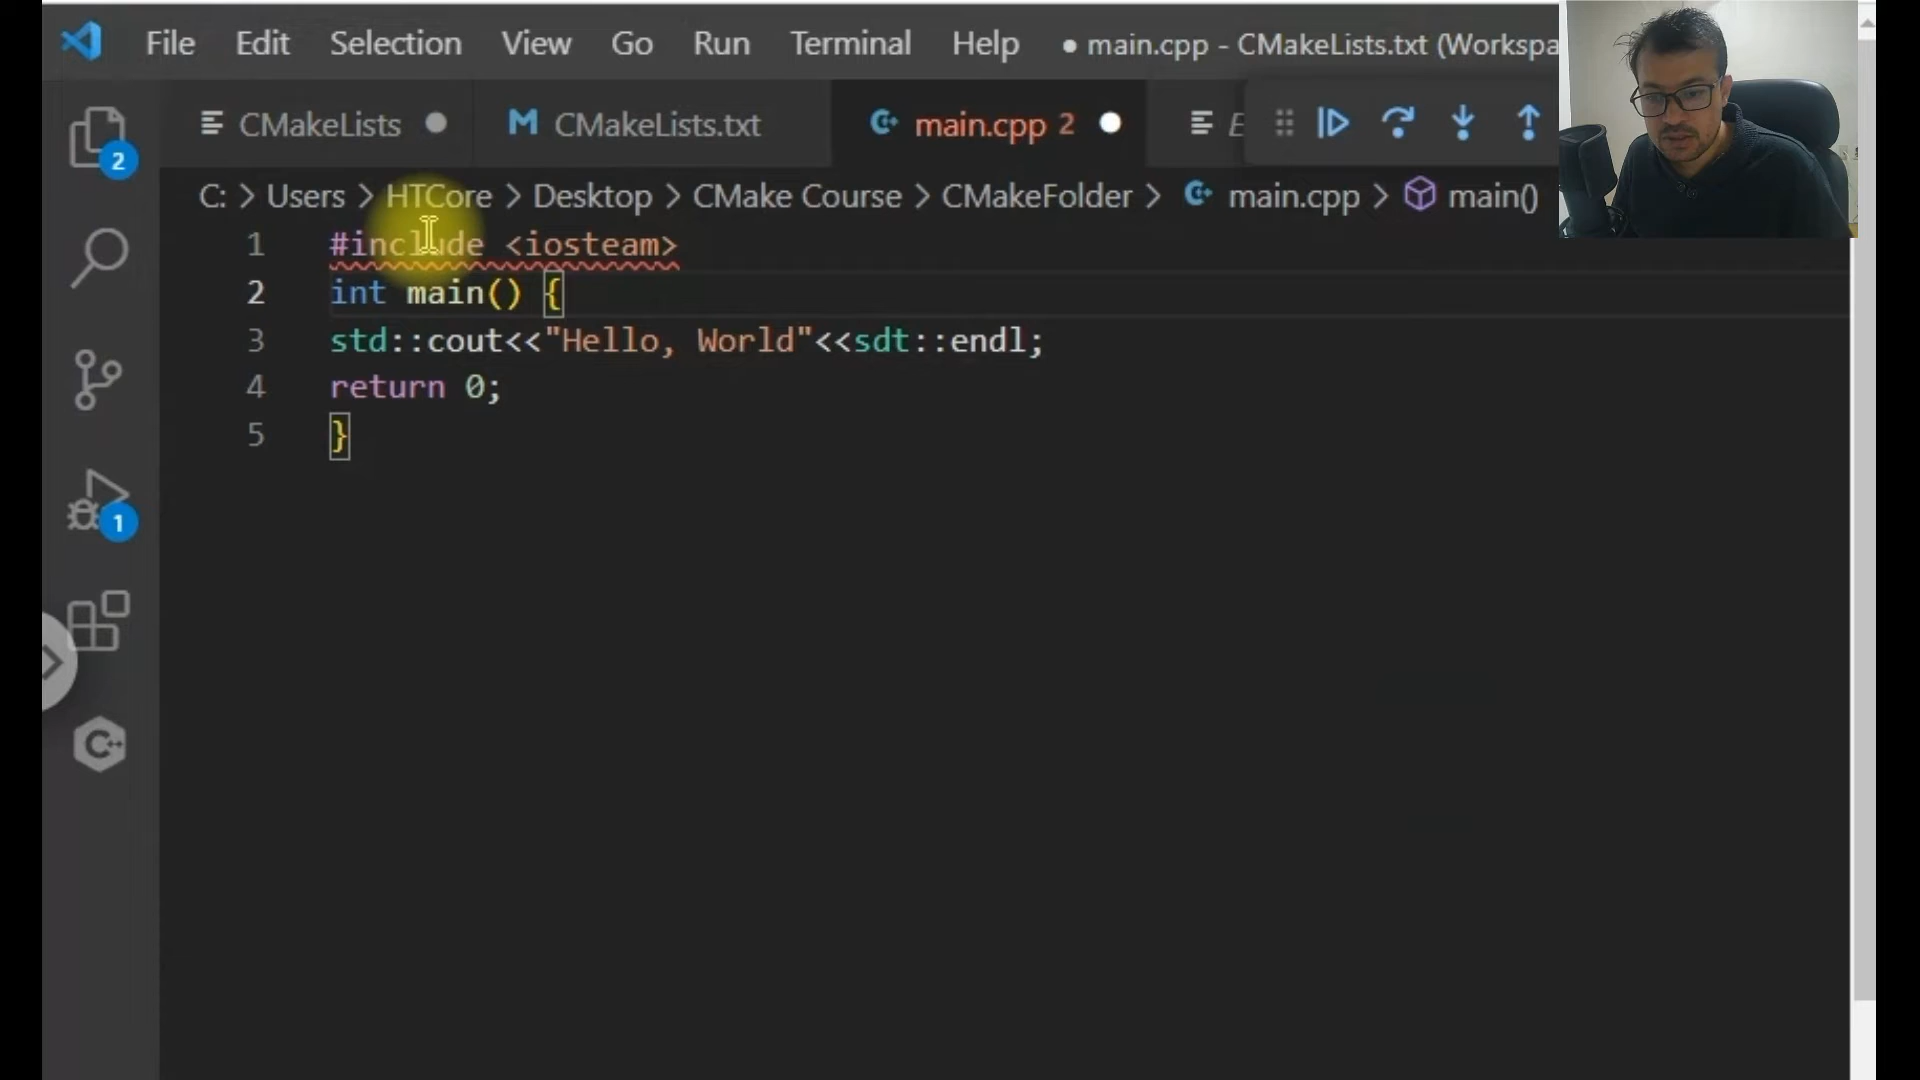 File Edit Selection View Go Run Terminal Help ● main.cpp - CMakeLists.txt (Workspa
CMakeLists ● CMakeLists.txt main.cpp 2 ●
C: > Users > HTCore > Desktop > CMake Course > CMakeFolder > main.cpp > main()
1 #include <iosteam>
2 int main() {
3 std::cout<<"Hello, World"<<sdt::endl;
4 return 0;
5 }
2
1